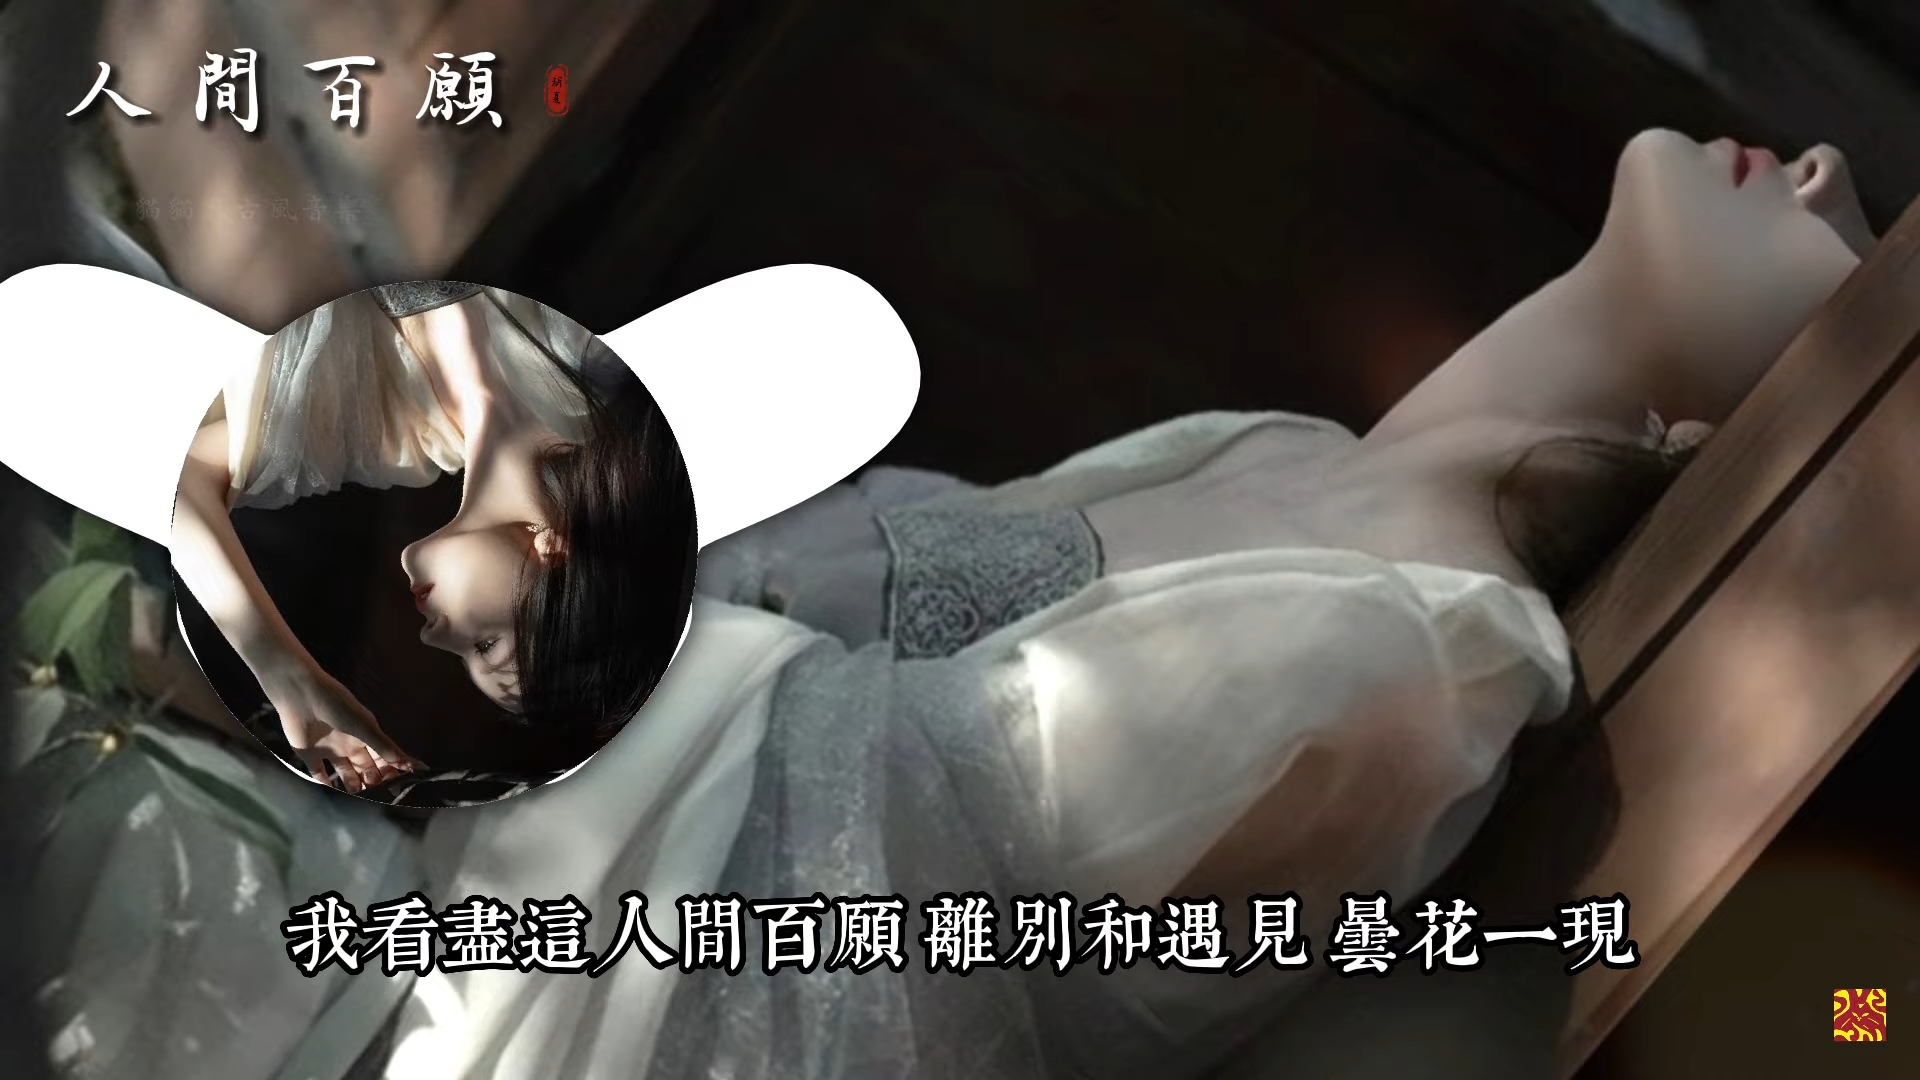 人間百願
我看盡這人間百願 離別和遇見 曇花一現